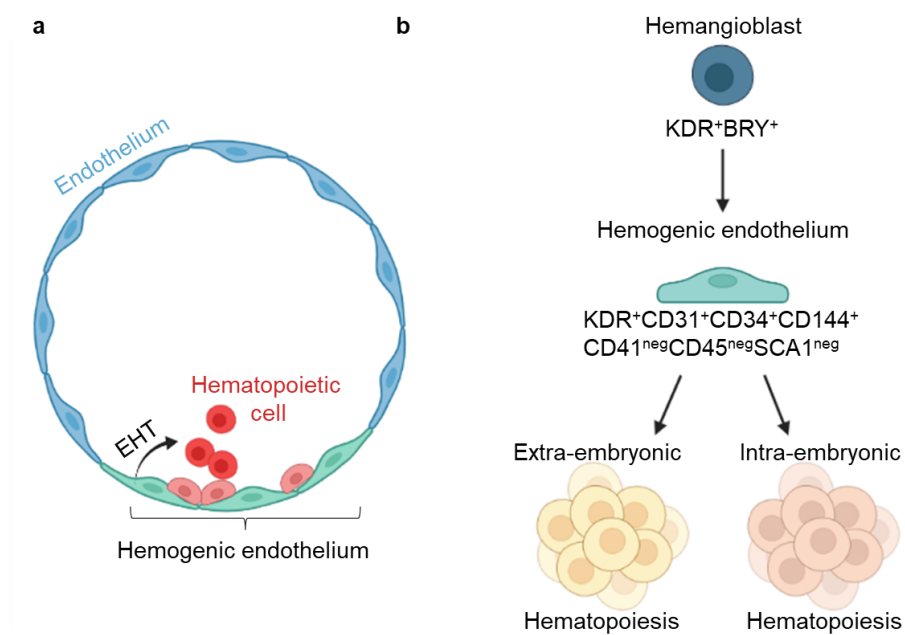 a
Endothelium
Hematopoietic
cell
EHT
Hemogenic endothelium
b
Hemangioblast
KDR⁺BRY⁺
Hemogenic endothelium
KDR⁺CD31⁺CD34⁺CD144⁺
CD41ⁿᵉᵍCD45ⁿᵉᵍSCA1ⁿᵉᵍ
Extra-embryonic
Hematopoiesis
Intra-embryonic
Hematopoiesis